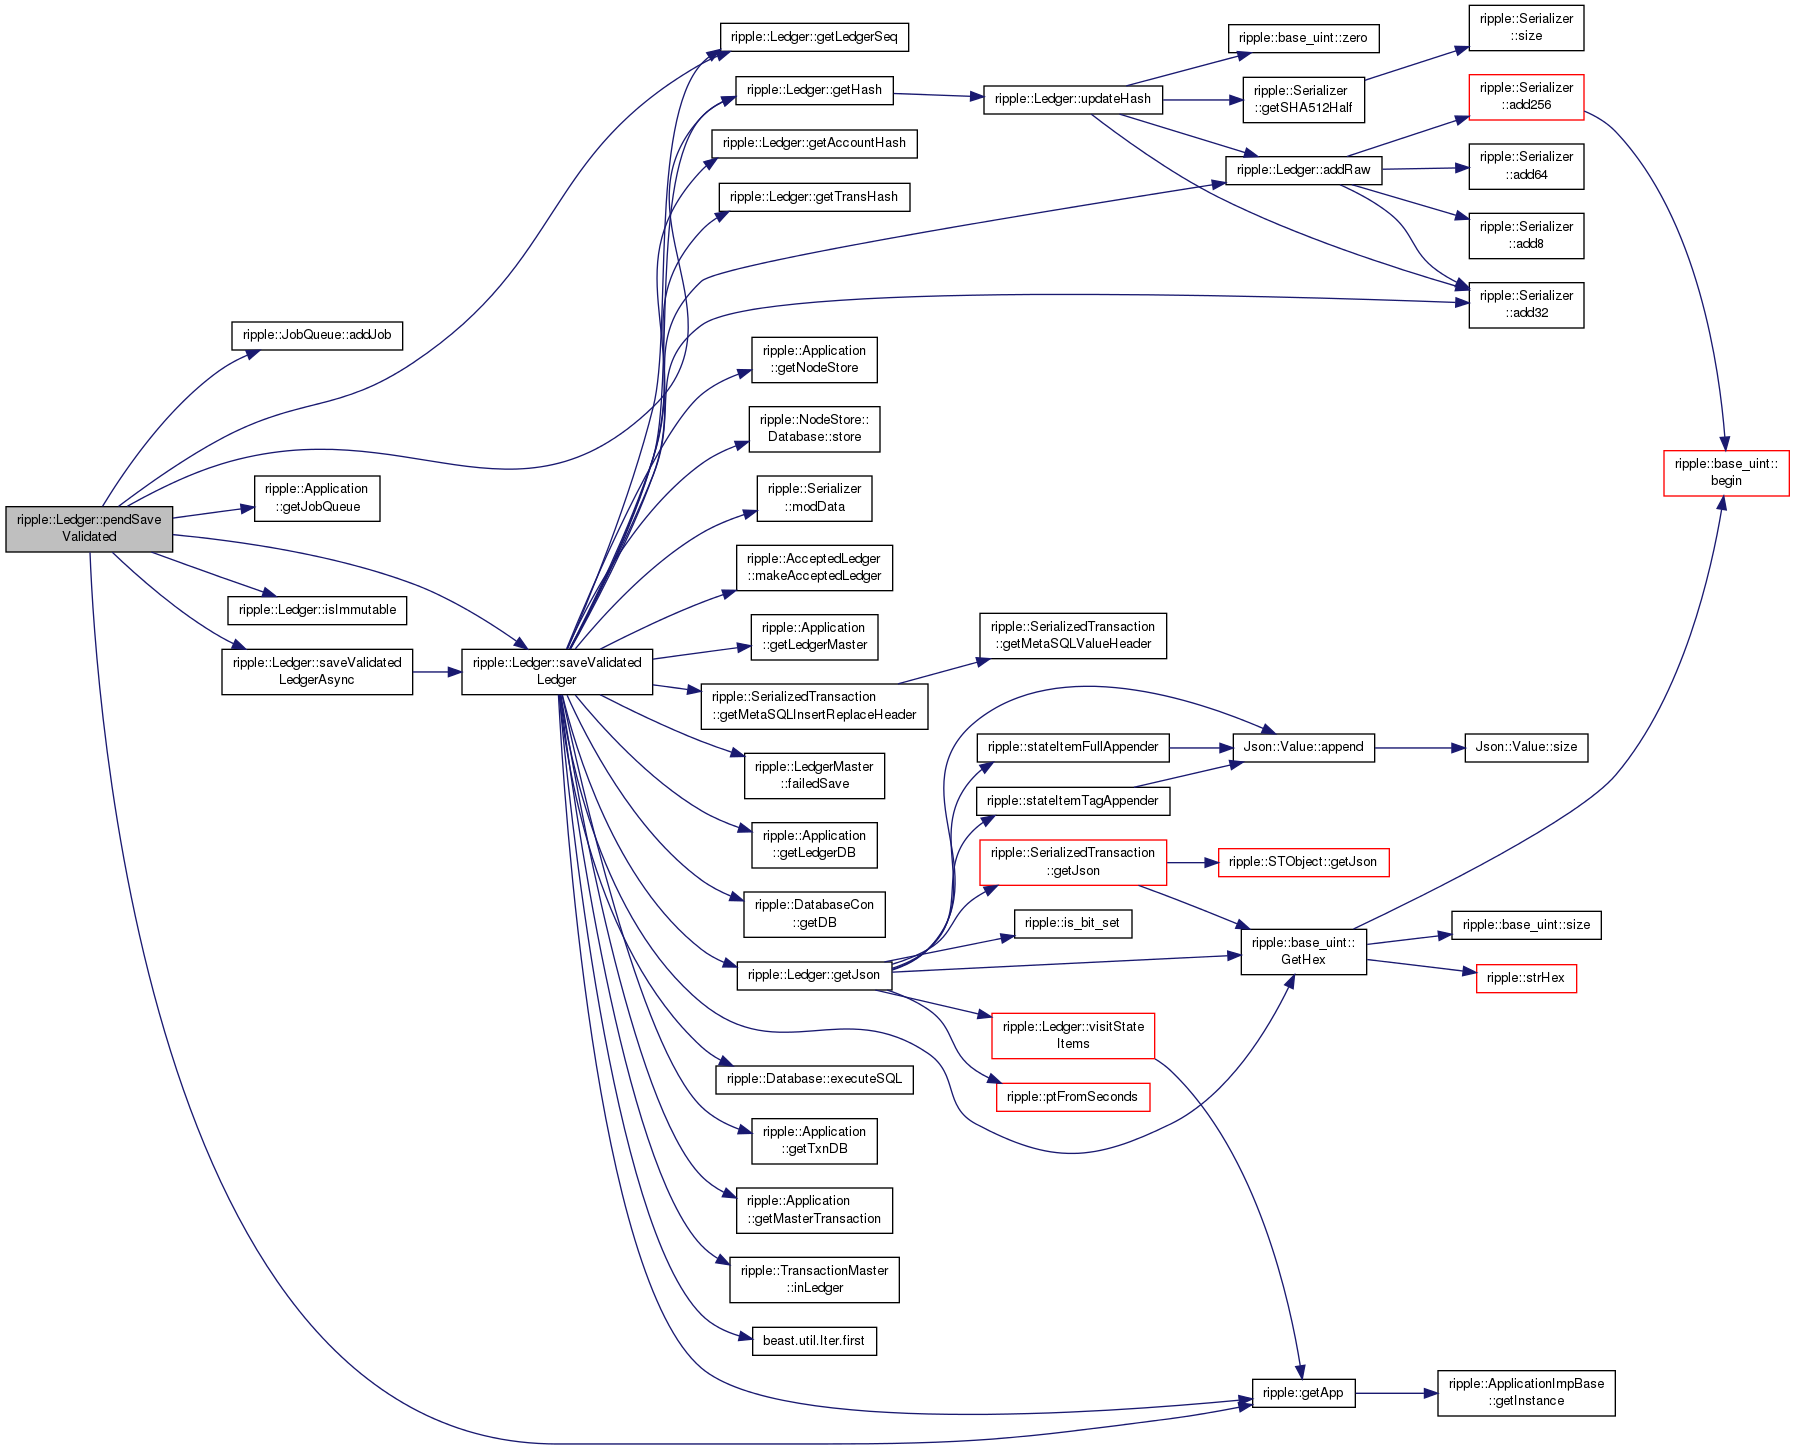 ripple::Ledger::pendSave
Validated
ripple::JobQueue::addJob
ripple::Application
::getJobQueue
ripple::Ledger::isImmutable
ripple::Ledger::saveValidated
LedgerAsync
ripple::Ledger::saveValidated
Ledger
ripple::Ledger::getLedgerSeq
ripple::Ledger::getHash
ripple::Ledger::getAccountHash
ripple::Ledger::getTransHash
ripple::Application
::getNodeStore
ripple::NodeStore::
Database::store
ripple::Serializer
::modData
ripple::AcceptedLedger
::makeAcceptedLedger
ripple::Application
::getLedgerMaster
ripple::SerializedTransaction
::getMetaSQLInsertReplaceHeader
ripple::LedgerMaster
::failedSave
ripple::Application
::getLedgerDB
ripple::DatabaseCon
::getDB
ripple::Ledger::getJson
ripple::Database::executeSQL
ripple::Application
::getTxnDB
ripple::Application
::getMasterTransaction
ripple::TransactionMaster
::inLedger
beast.util.Iter.first
ripple::Ledger::updateHash
ripple::SerializedTransaction
::getMetaSQLValueHeader
ripple::stateItemFullAppender
ripple::stateItemTagAppender
ripple::SerializedTransaction
::getJson
ripple::is_bit_set
ripple::Ledger::visitState
Items
ripple::ptFromSeconds
ripple::base_uint::zero
ripple::Serializer
::getSHA512Half
ripple::Ledger::addRaw
Json::Value::append
ripple::STObject::getJson
ripple::base_uint::
GetHex
ripple::getApp
ripple::Serializer
::size
ripple::Serializer
::add256
ripple::Serializer
::add64
ripple::Serializer
::add8
ripple::Serializer
::add32
Json::Value::size
ripple::base_uint::size
ripple::strHex
ripple::ApplicationImpBase
::getInstance
ripple::base_uint::
begin